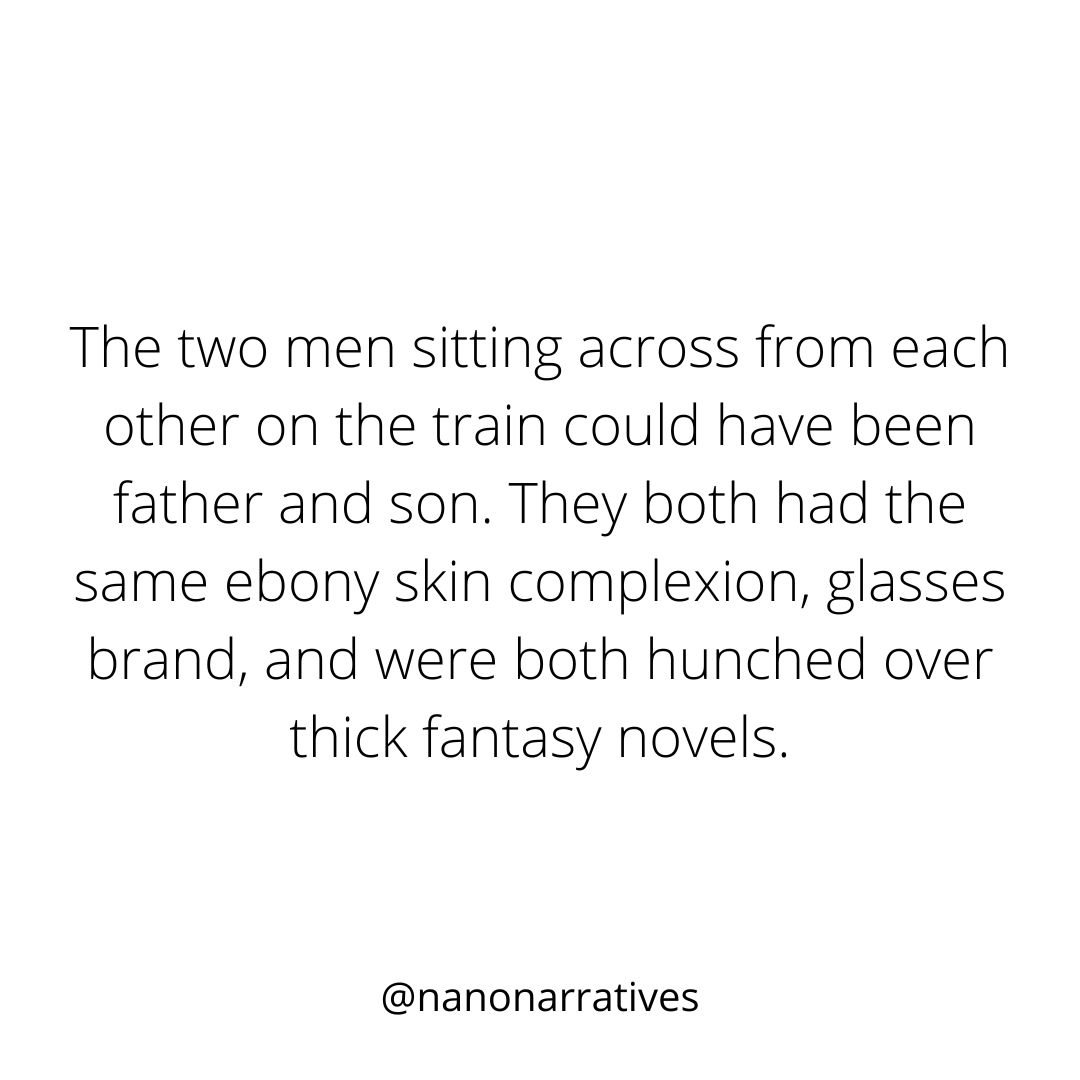 The two men sitting across from each
other on the train could have been
father and son. They both had the
same ebony skin complexion, glasses
brand, and were both hunched over
thick fantasy novels.
@nanonarratives